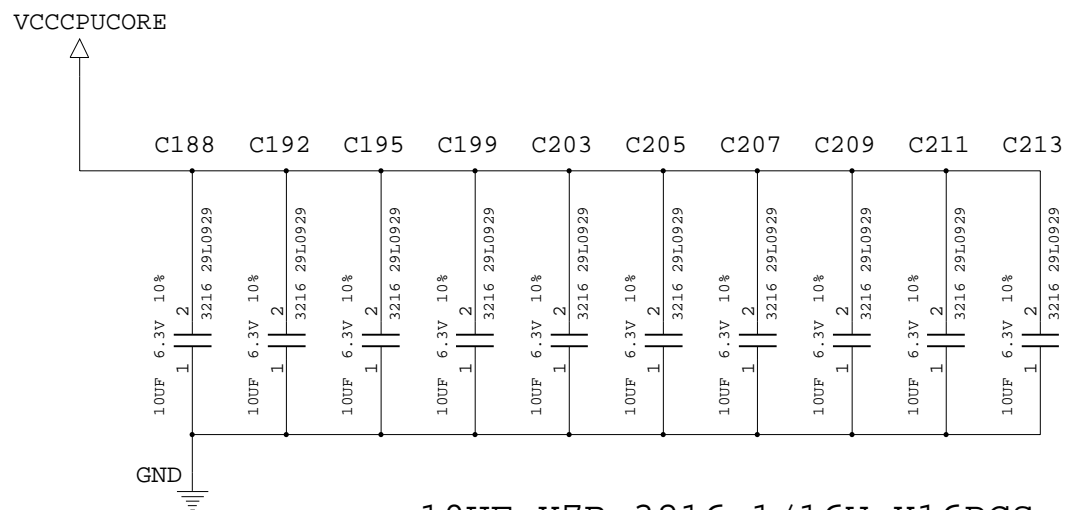 VCCCPUCORE
C188 C192 C195 C199 C203 C205 C207 C209 C211 C213
10UF 6.3V 10%
2
1
3216 29L0929
10UF 6.3V 10%
2
1
3216 29L0929
10UF 6.3V 10%
2
1
3216 29L0929
10UF 6.3V 10%
2
1
3216 29L0929
10UF 6.3V 10%
2
1
3216 29L0929
10UF 6.3V 10%
2
1
3216 29L0929
10UF 6.3V 10%
2
1
3216 29L0929
10UF 6.3V 10%
2
1
3216 29L0929
10UF 6.3V 10%
2
1
3216 29L0929
10UF 6.3V 10%
2
1
3216 29L0929
GND